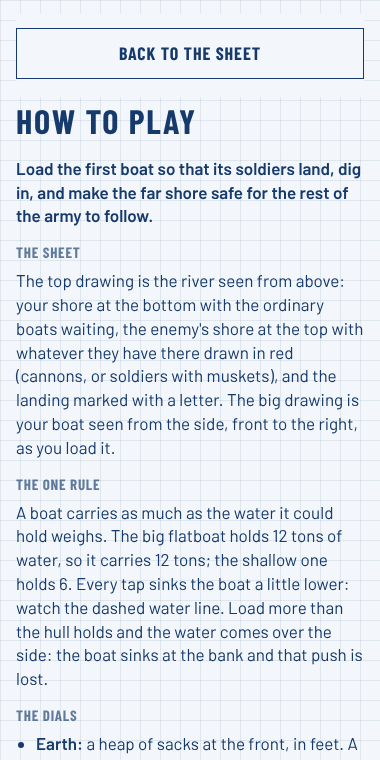 BACK TO THE SHEET
HOW TO PLAY
Load the first boat so that its soldiers land, dig
in, and make the far shore safe for the rest of
the army to follow.
THE SHEET
The top drawing is the river seen from above:
your shore at the bottom with the ordinary
boats waiting, the enemy's shore at the top with
whatever they have there drawn in red
(cannons, or soldiers with muskets), and the
landing marked with a letter. The big drawing is
your boat seen from the side, front to the right,
as you load it.
THE ONE RULE
A boat carries as much as the water it could
hold weighs. The big flatboat holds 12 tons of
water, so it carries 12 tons; the shallow one
holds 6. Every tap sinks the boat a little lower:
watch the dashed water line. Load more than
the hull holds and the water comes over the
side: the boat sinks at the bank and that push is
lost.
THE DIALS
• Earth: a heap of sacks at the front, in feet. A